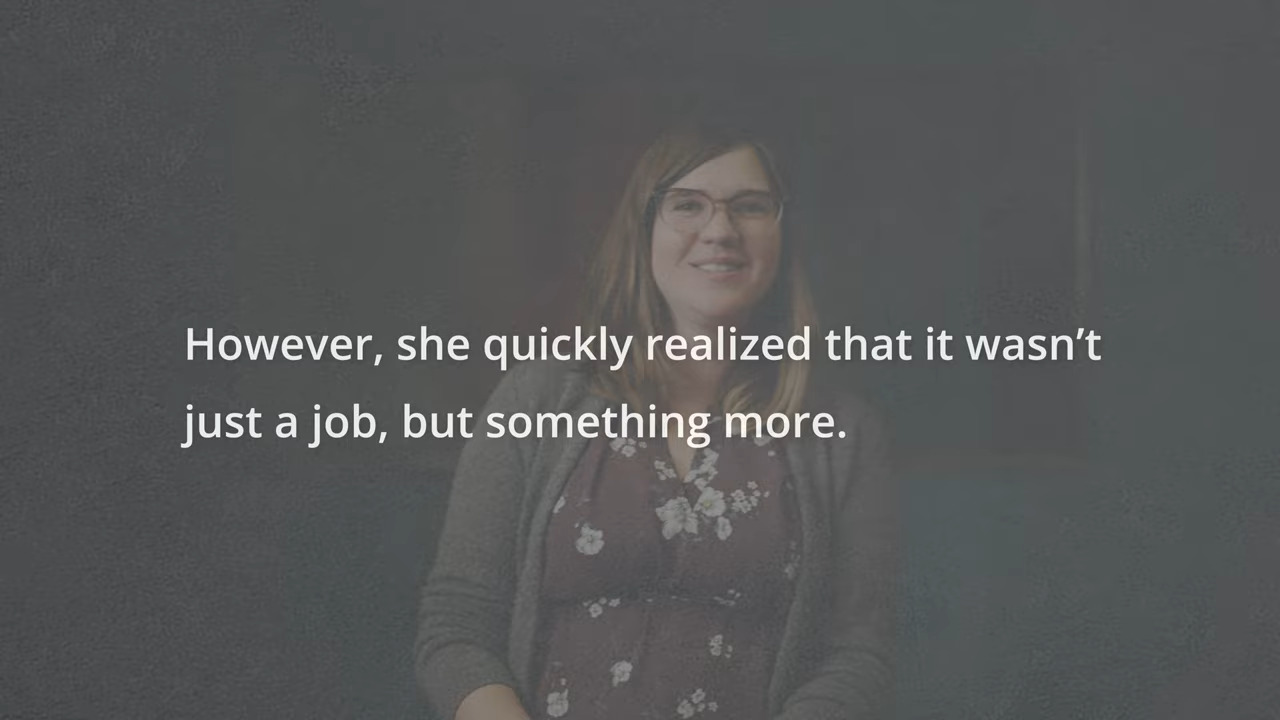 However, she quickly realized that it wasn’t
just a job, but something more.